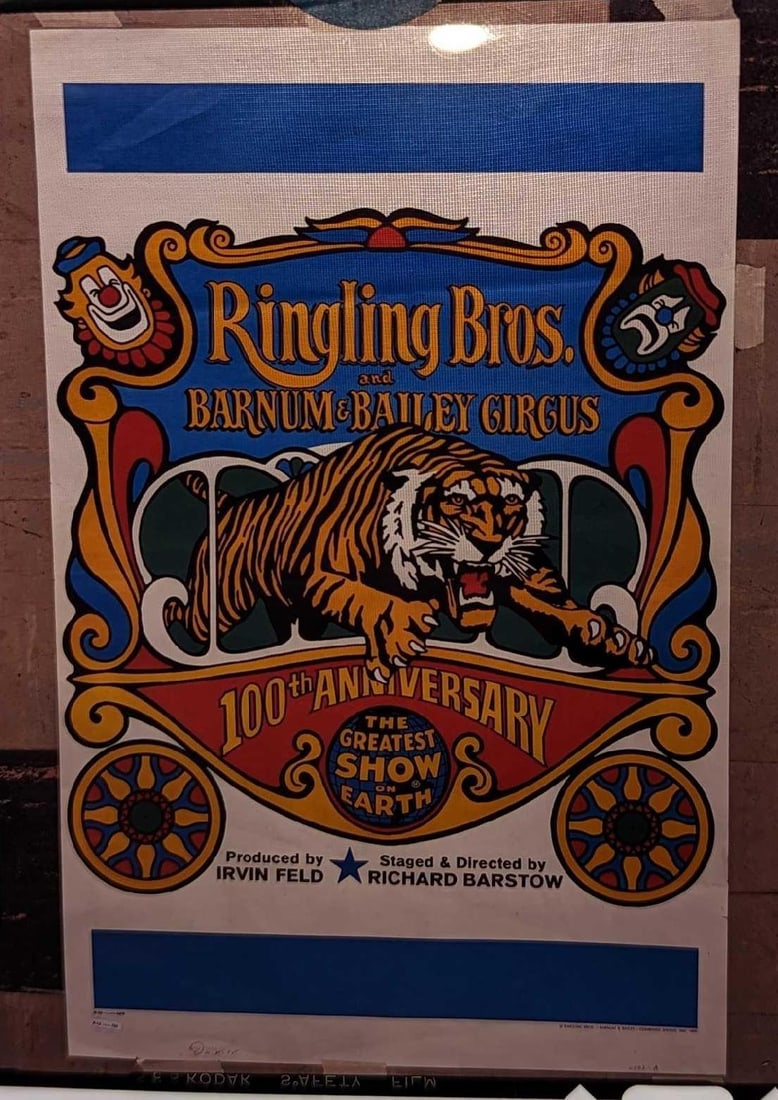 Ringling Bros.
and
BARNUM & BAILEY CIRCUS
100th ANNIVERSARY
THE
GREATEST
SHOW
ON
EARTH ®
Produced by
IRVIN FELD
Staged & Directed by
RICHARD BARSTOW
KODAK SAFETY FILM